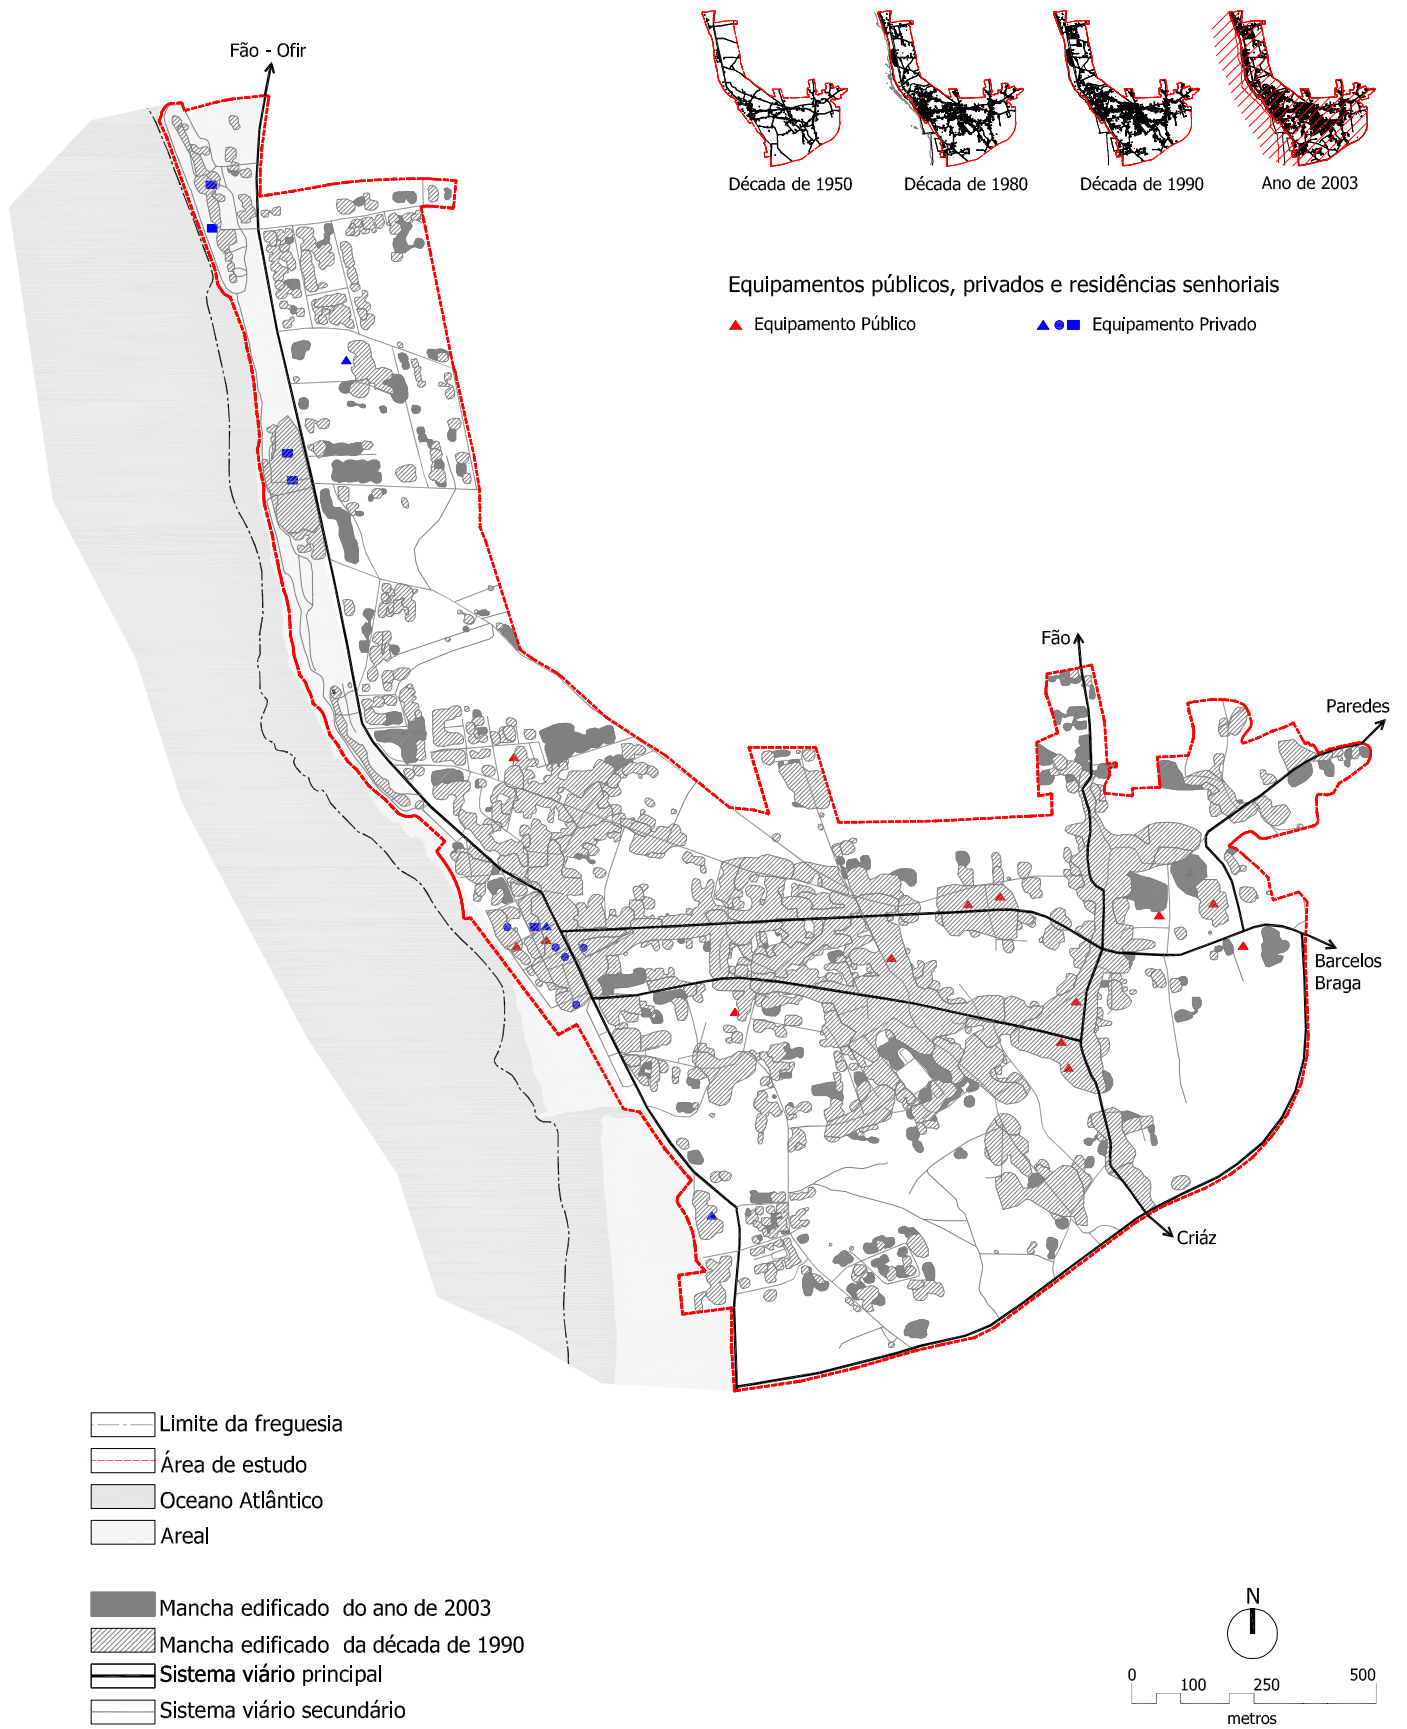 Fão - Ofir
Década de 1950
Década de 1980
Década de 1990
Ano de 2003
Equipamentos públicos, privados e residências senhoriais
Equipamento Público
Equipamento Privado
Fão
Paredes
Barcelos
Braga
Criáz
Limite da freguesia
Área de estudo
Oceano Atlântico
Areal
Mancha edificado do ano de 2003
Mancha edificado da década de 1990
Sistema viário principal
Sistema viário secundário
N
0 100 250 500
metros